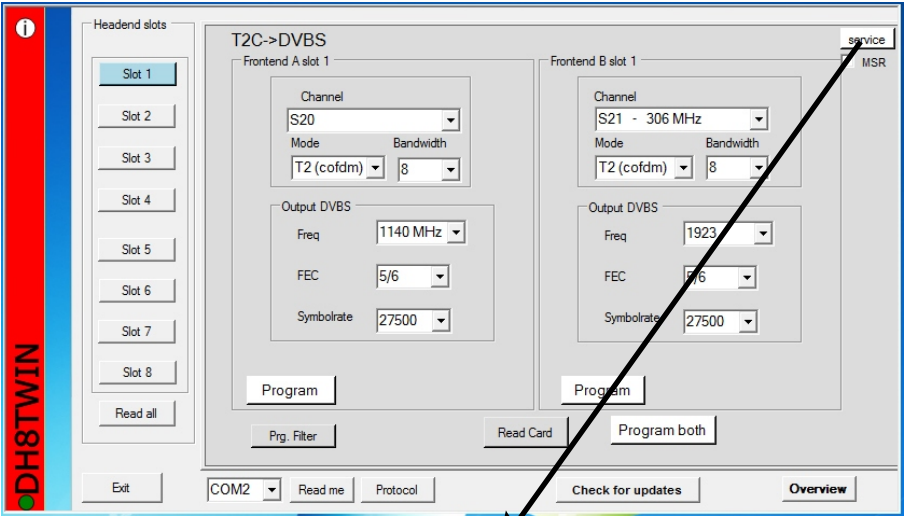 i
DH8TWIN
Headend slots
Slot 1
Slot 2
Slot 3
Slot 4
Slot 5
Slot 6
Slot 7
Slot 8
Read all
Exit
T2C->DVBS
service
MSR
Frontend A slot 1
Channel
S20
Mode Bandwidth
T2 (cofdm) 8
Output DVBS
Freq 1140 MHz
FEC 5/6
Symbolrate 27500
Program
Prg. Filter
Frontend B slot 1
Channel
S21 - 306 MHz
Mode Bandwidth
T2 (cofdm) 8
Output DVBS
Freq 1923
FEC 5/6
Symbolrate 27500
Program
Read Card
Program both
COM2 Read me Protocol Check for updates Overview